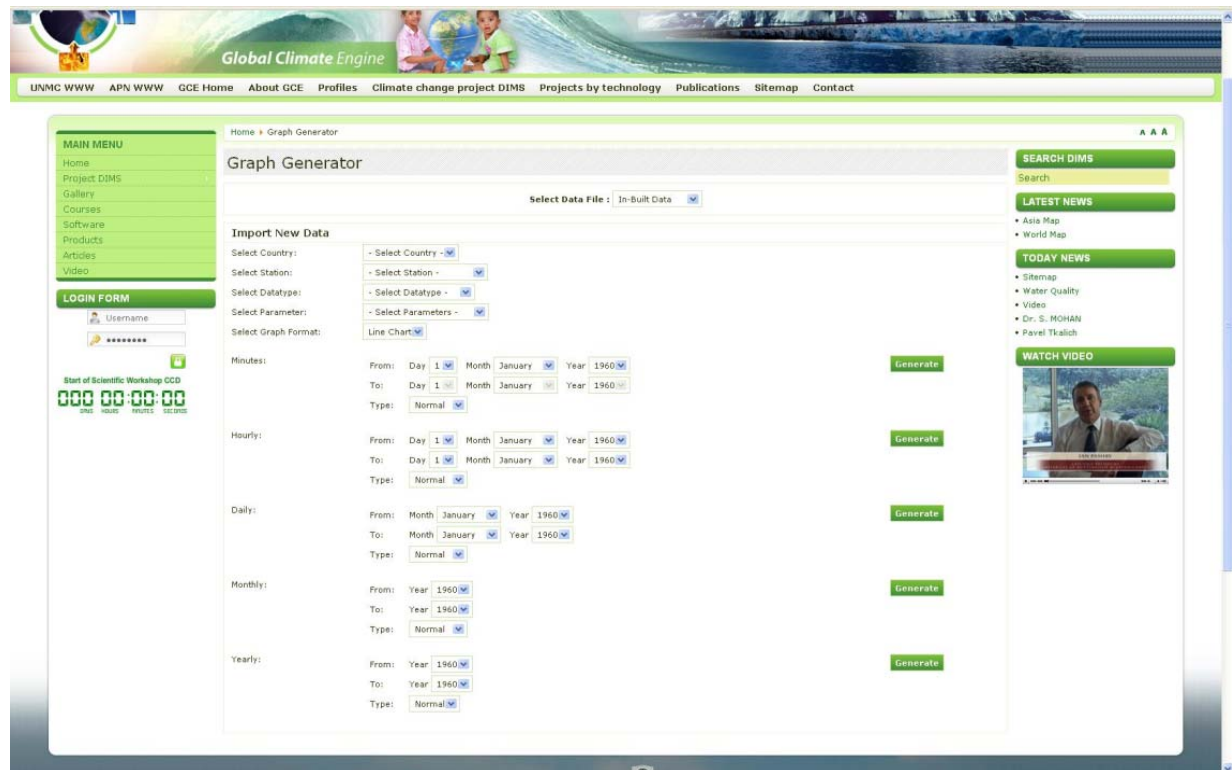 Global Climate Engine
UNMC WWW APN WWW GCE Home About GCE Profiles Climate change project DIMS Projects by technology Publications Sitemap Contact
MAIN MENU
Home
Project DIMS
Gallery
Courses
Software
Products
Articles
Video
LOGIN FORM
Username
Start of Scientific Workshop CCD
000 00:00:00
DAYS HOURS MINUTES SECONDS
Home Graph Generator
A A A
Graph Generator
Select Data File : In-Built Data
Import New Data
Select Country: - Select Country -
Select Station: - Select Station -
Select Datatype: - Select Datatype -
Select Parameter: - Select Parameters -
Select Graph Format: Line Chart
Minutes: From: Day 1 Month January Year 1960 Generate
To: Day 1 Month January Year 1960
Type: Normal
Hourly: From: Day 1 Month January Year 1960 Generate
To: Day 1 Month January Year 1960
Type: Normal
Daily: From: Month January Year 1960 Generate
To: Month January Year 1960
Type: Normal
Monthly: From: Year 1960 Generate
To: Year 1960
Type: Normal
Yearly: From: Year 1960 Generate
To: Year 1960
Type: Normal
SEARCH DIMS
Search
LATEST NEWS
• Asia Map
• World Map
TODAY NEWS
• Sitemap
• Water Quality
• Video
• Dr. S. MOHAN
• Pavel Tkalich
WATCH VIDEO